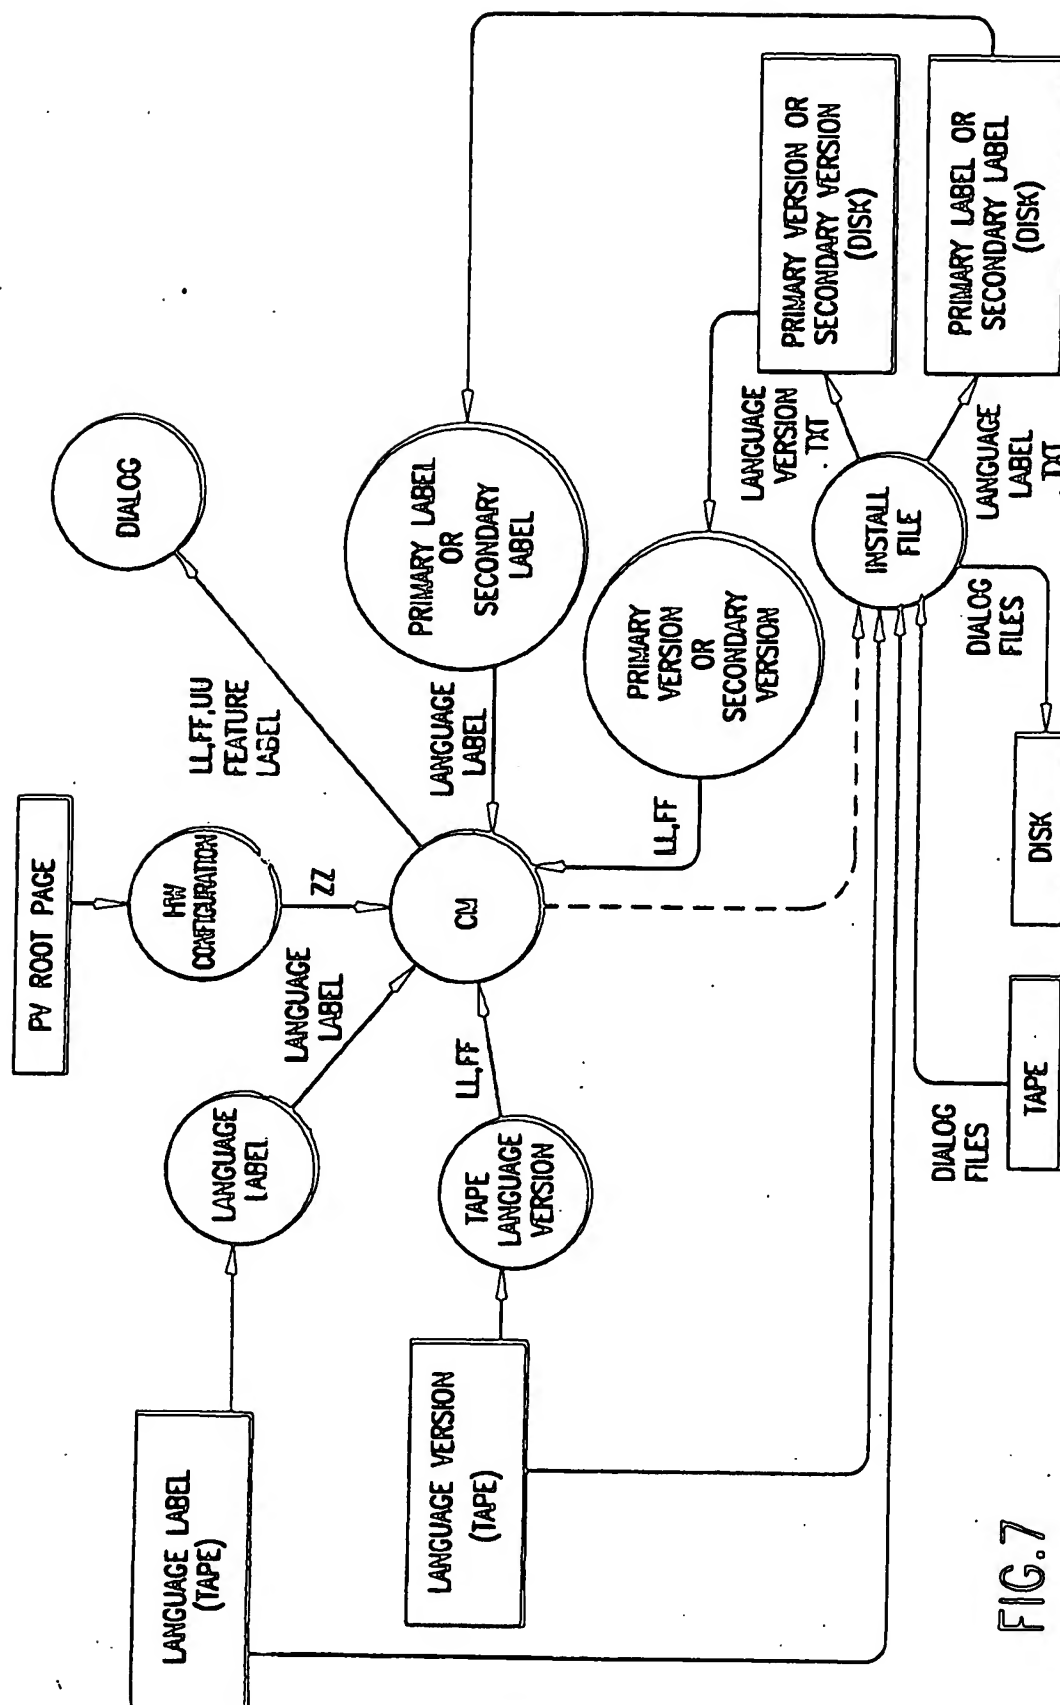 LANGUAGE LABEL
(TAPE)
LANGUAGE
LABEL
LANGUAGE
LABEL
PV ROOT PAGE
HW
CONFIGURATION
ZZ
LL,FF,UU
FEATURE
LABEL
DIALOG
LANGUAGE VERSION
(TAPE)
TAPE
LANGUAGE
VERSION
LL,FF
CM
LANGUAGE
LABEL
PRIMARY LABEL
OR
SECONDARY
LABEL
LL,FF
PRIMARY
VERSION
OR
SECONDARY
VERSION
LANGUAGE
VERSION
TXT
PRIMARY VERSION OR
SECONDARY VERSION
(DISK)
INSTALL
FILE
LANGUAGE
LABEL
TXT
PRIMARY LABEL OR
SECONDARY LABEL
(DISK)
DIALOG
FILES
TAPE
DIALOG
FILES
DISK
FIG.7